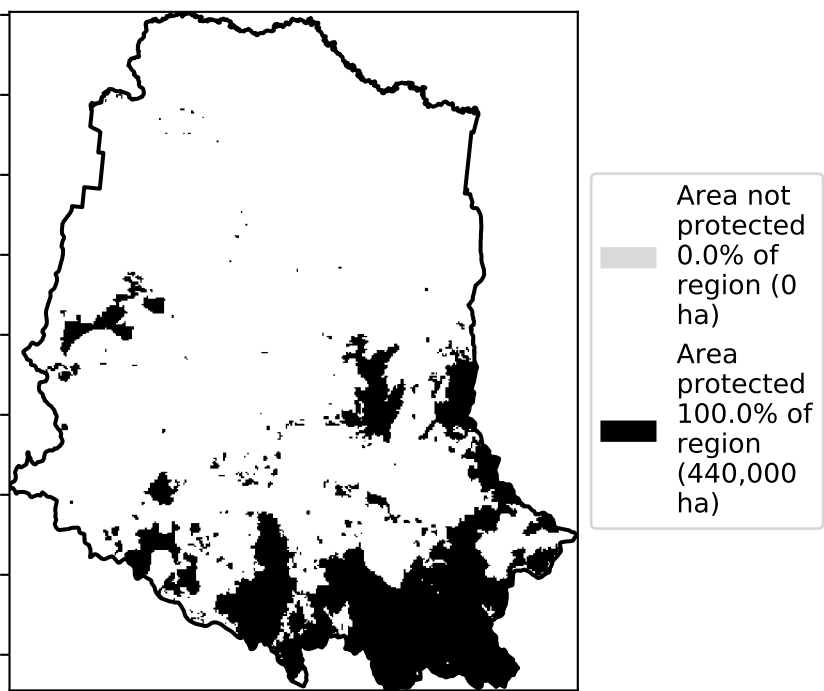 Area not
protected
0.0% of
region (0
ha)
Area
protected
100.0% of
region
(440,000
ha)